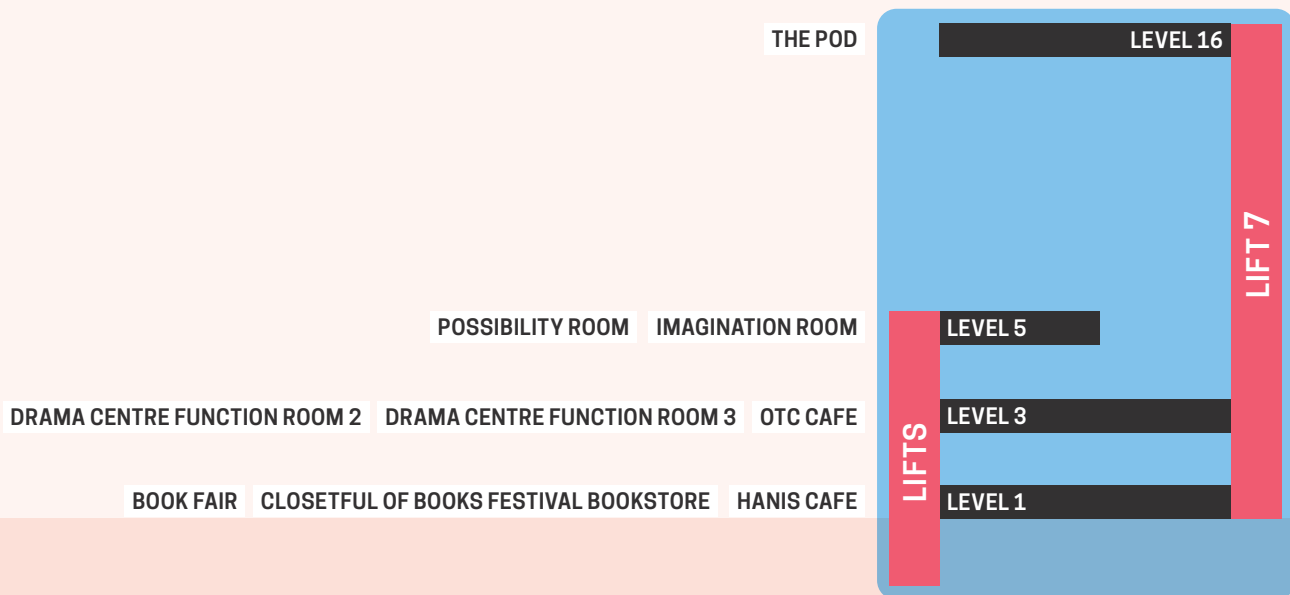 THE POD LEVEL 16
LIFT 7
POSSIBILITY ROOM IMAGINATION ROOM LEVEL 5
DRAMA CENTRE FUNCTION ROOM 2 DRAMA CENTRE FUNCTION ROOM 3 OTC CAFE LEVEL 3
LIFTS
BOOK FAIR CLOSETFUL OF BOOKS FESTIVAL BOOKSTORE HANIS CAFE LEVEL 1